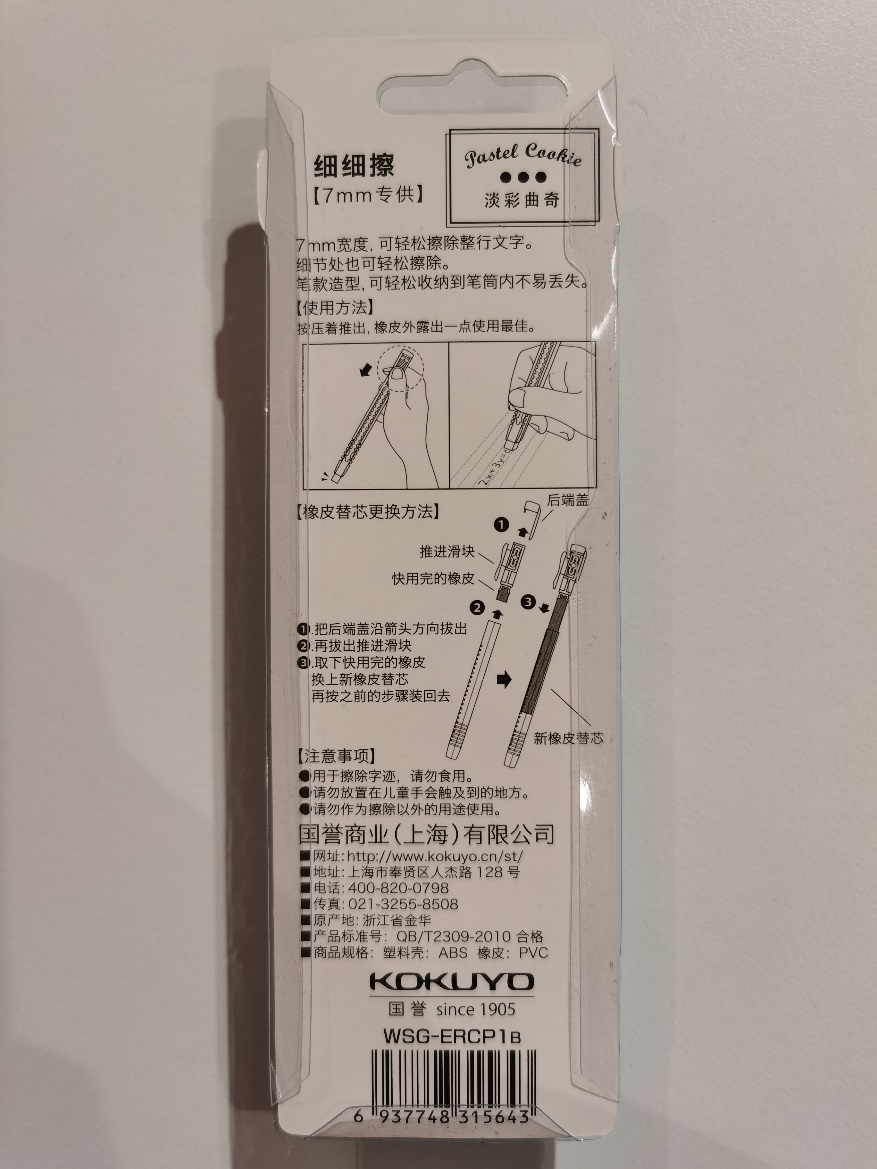 细细擦
【7mm专供】
Pastel Cookie
淡彩曲奇
7mm宽度, 可轻松擦除整行文字。
细节处也可轻松擦除。
笔款造型, 可轻松收纳到笔筒内不易丢失。
【使用方法】
按压着推出, 橡皮外露出一点使用最佳。
2x+3y=
【橡皮替芯更换方法】
后端盖
❶
推进滑块
快用完的橡皮
❷
❸
❶.把后端盖沿箭头方向拔出
❷.再拔出推进滑块
❸.取下快用完的橡皮
换上新橡皮替芯
再按之前的步骤装回去
新橡皮替芯
【注意事项】
●用于擦除字迹, 请勿食用。
●请勿放置在儿童手会触及到的地方。
●请勿作为擦除以外的用途使用。
国誉商业(上海)有限公司
■网址: http://www.kokuyo.cn/st/
■地址: 上海市奉贤区人杰路 128 号
■电话: 400-820-0798
■传真: 021-3255-8508
■原产地: 浙江省金华
■产品标准号: QB/T2309-2010 合格
■商品规格: 塑料壳: ABS 橡皮: PVC
KOKUYO
国誉 since 1905
WSG-ERCP1B
6 937748 315643